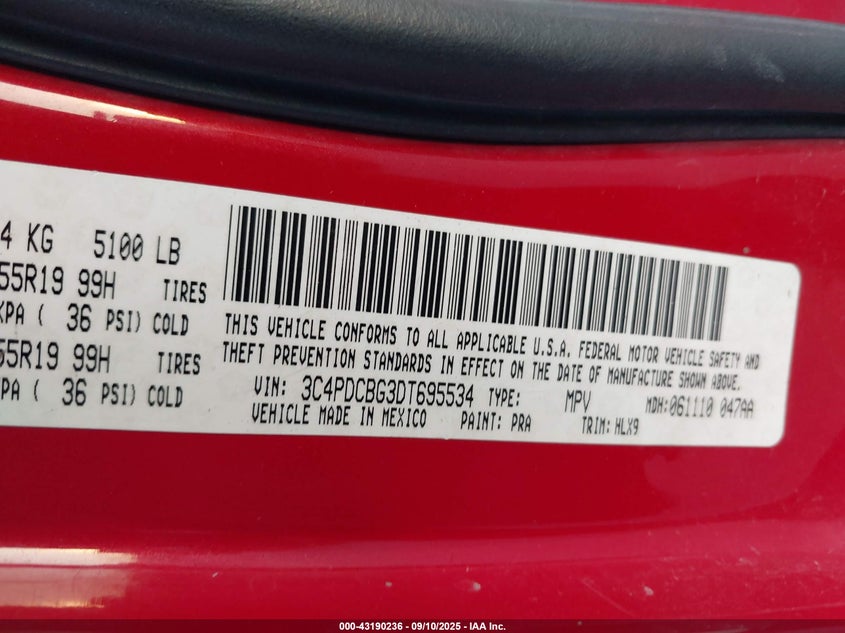 4 KG 5100 LB
55R19 99H TIRES
KPA ( 36 PSI) COLD
55R19 99H TIRES
PA ( 36 PSI) COLD
THIS VEHICLE CONFORMS TO ALL APPLICABLE U.S.A. FEDERAL MOTOR VEHICLE SAFETY AND
THEFT PREVENTION STANDARDS IN EFFECT ON THE DATE OF MANUFACTURE SHOWN ABOVE.
VIN: 3C4PDCBG3DT695534 TYPE: MPV MDH:061110 047AA
VEHICLE MADE IN MEXICO PAINT: PRA TRIM: HLX9
000-43190236 - 09/10/2025 - IAA Inc.